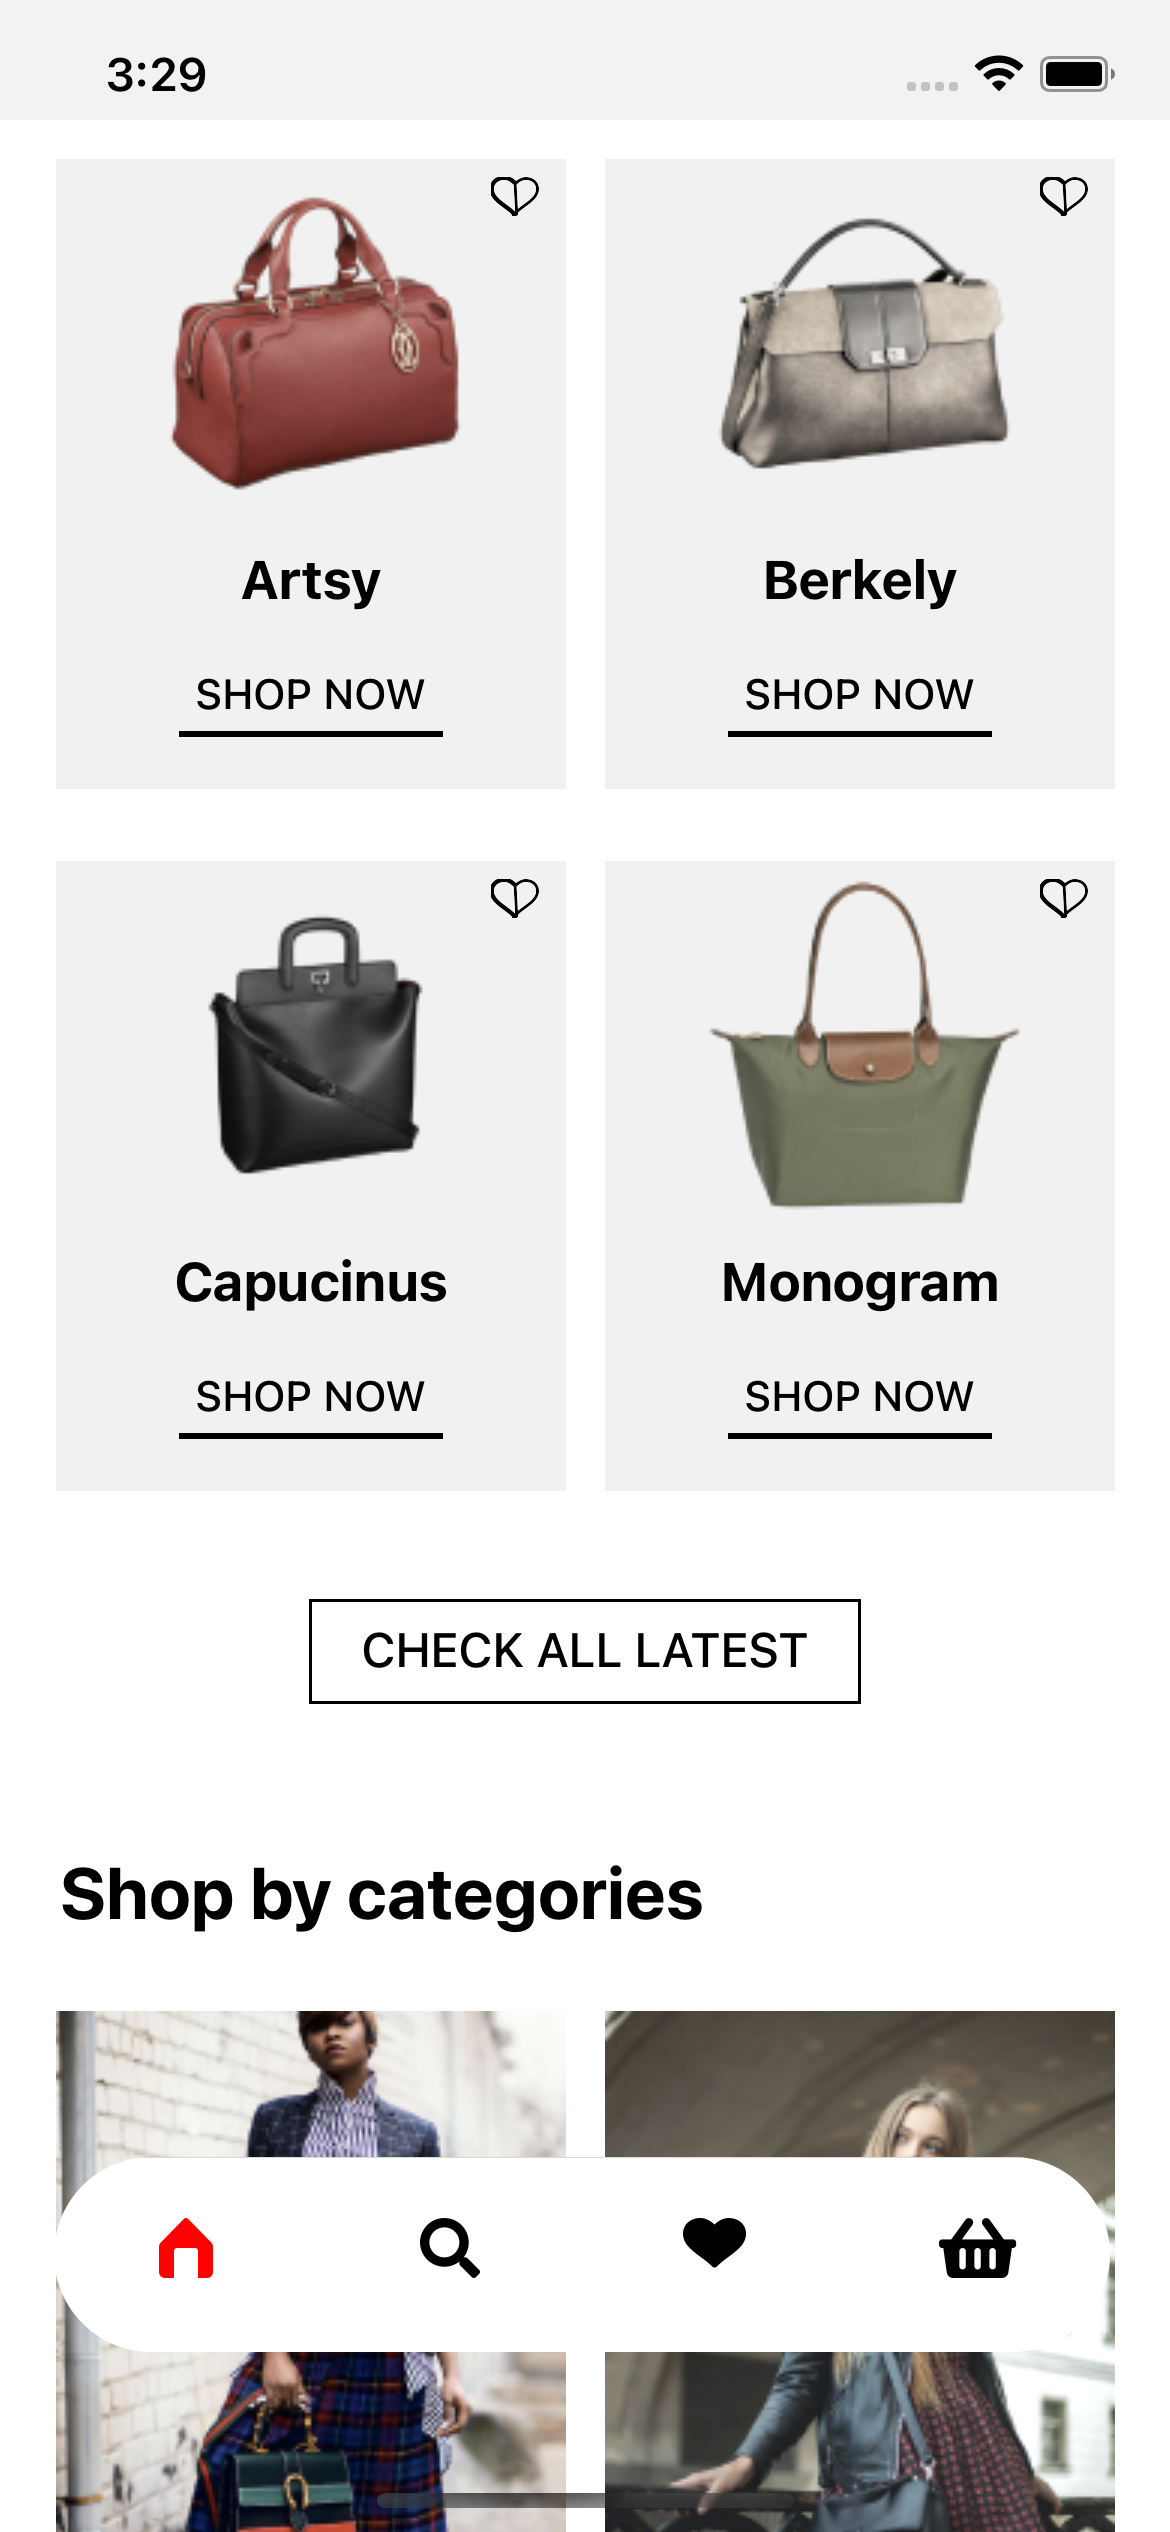 3:29
Artsy
Berkely
SHOP NOW
SHOP NOW
Capucinus
Monogram
SHOP NOW
SHOP NOW
CHECK ALL LATEST
Shop by categories